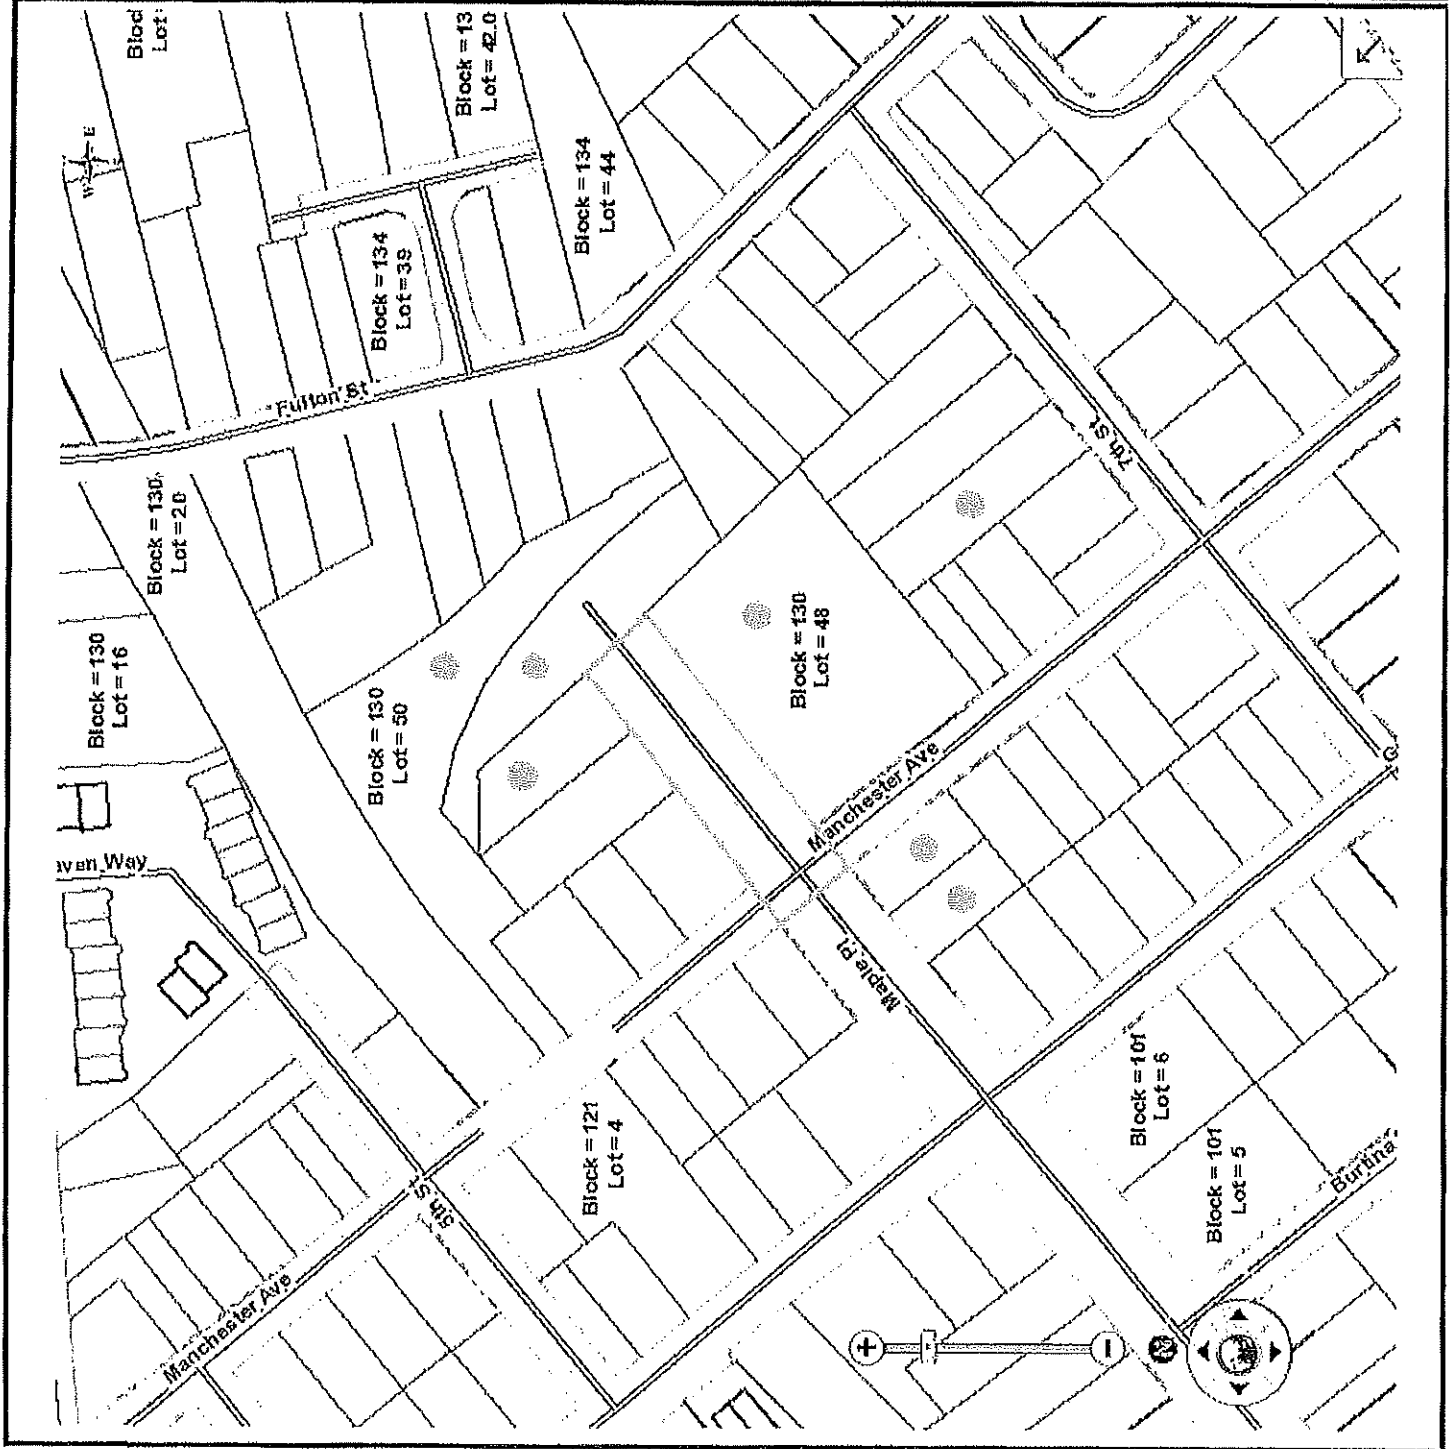 Block = 13
Lot = 42.0
W E
Block = 134
Lot = 44
Block = 134
Lot = 39
Fulton St
Block = 130
Lot = 20
Block = 130
Lot = 16
Block = 130
Lot = 50
Block = 130
Lot = 48
7th St
Manchester Ave
Maple Pl
aven Way
5th St
Manchester Ave
Block = 121
Lot = 4
Block = 101
Lot = 6
Block = 101
Lot = 5
Burtina
+
−